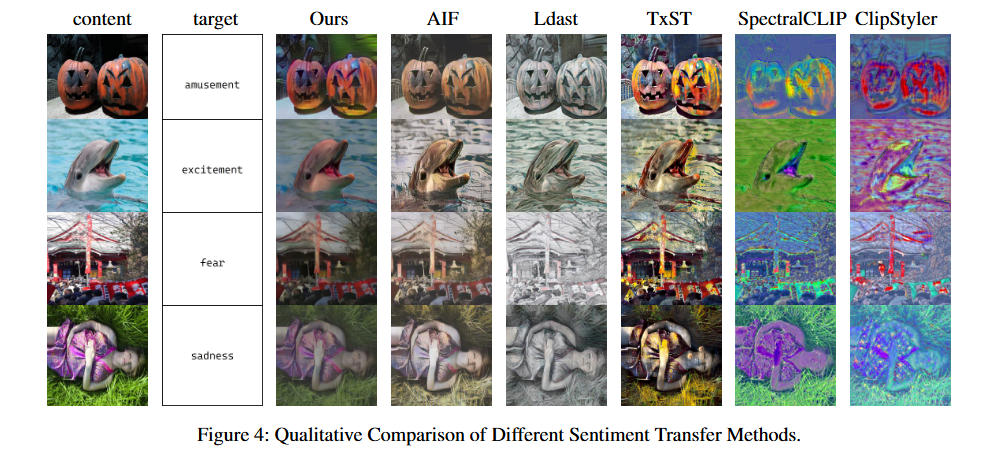 content target Ours AIF Ldast TxST SpectralCLIP ClipStyler
amusement
excitement
fear
sadness
Figure 4: Qualitative Comparison of Different Sentiment Transfer Methods.